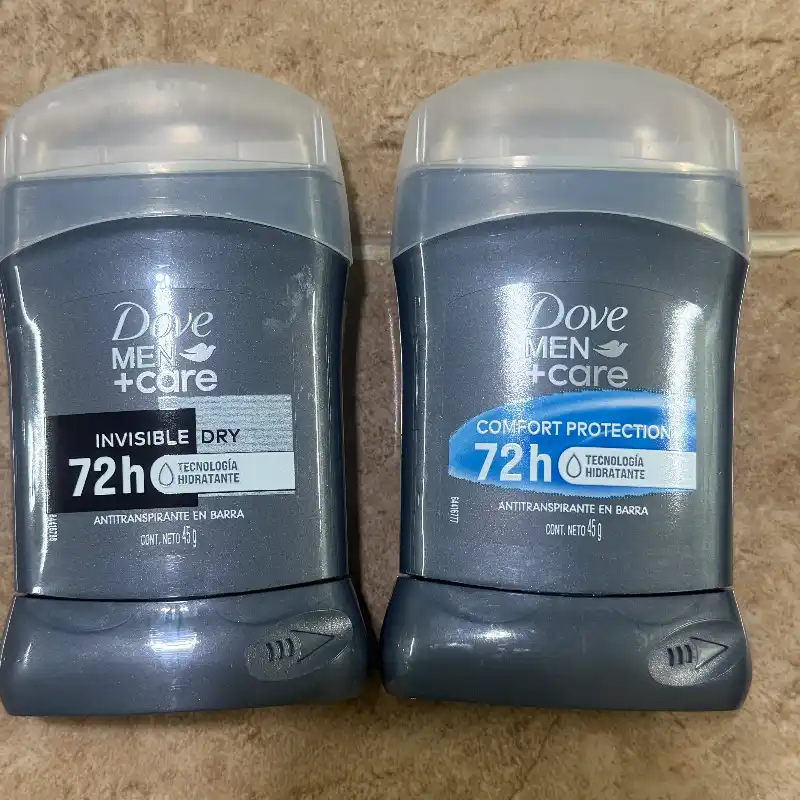 Dove
MEN
+care
INVISIBLE DRY
72h
TECNOLOGÍA
HIDRATANTE
ANTITRANSPIRANTE EN BARRA
CONT. NETO 45 g
Dove
MEN
+care
COMFORT PROTECTION
72h
TECNOLOGÍA
HIDRATANTE
64416777
ANTITRANSPIRANTE EN BARRA
CONT. NETO 45 g